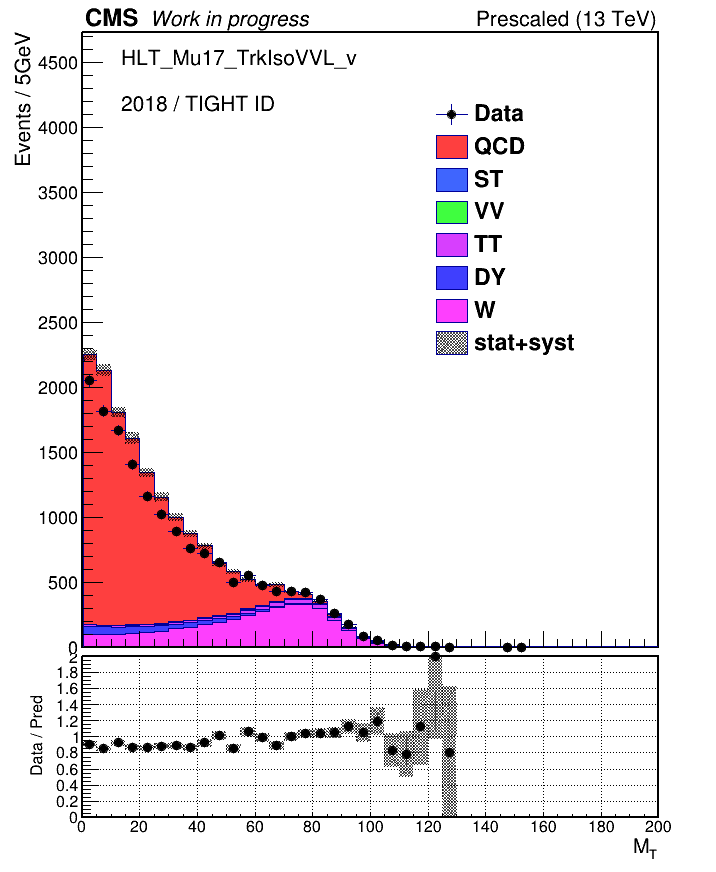 CMS Work in progress Prescaled (13 TeV)
Events / 5GeV
HLT_Mu17_TrkIsoVVL_v
2018 / TIGHT ID
Data
QCD
ST
VV
TT
DY
W
stat+syst
4500
4000
3500
3000
2500
2000
1500
1000
500
0
Data / Pred
2
1.8
1.6
1.4
1.2
1
0.8
0.6
0.4
0.2
0
0 20 40 60 80 100 120 140 160 180 200
M_T